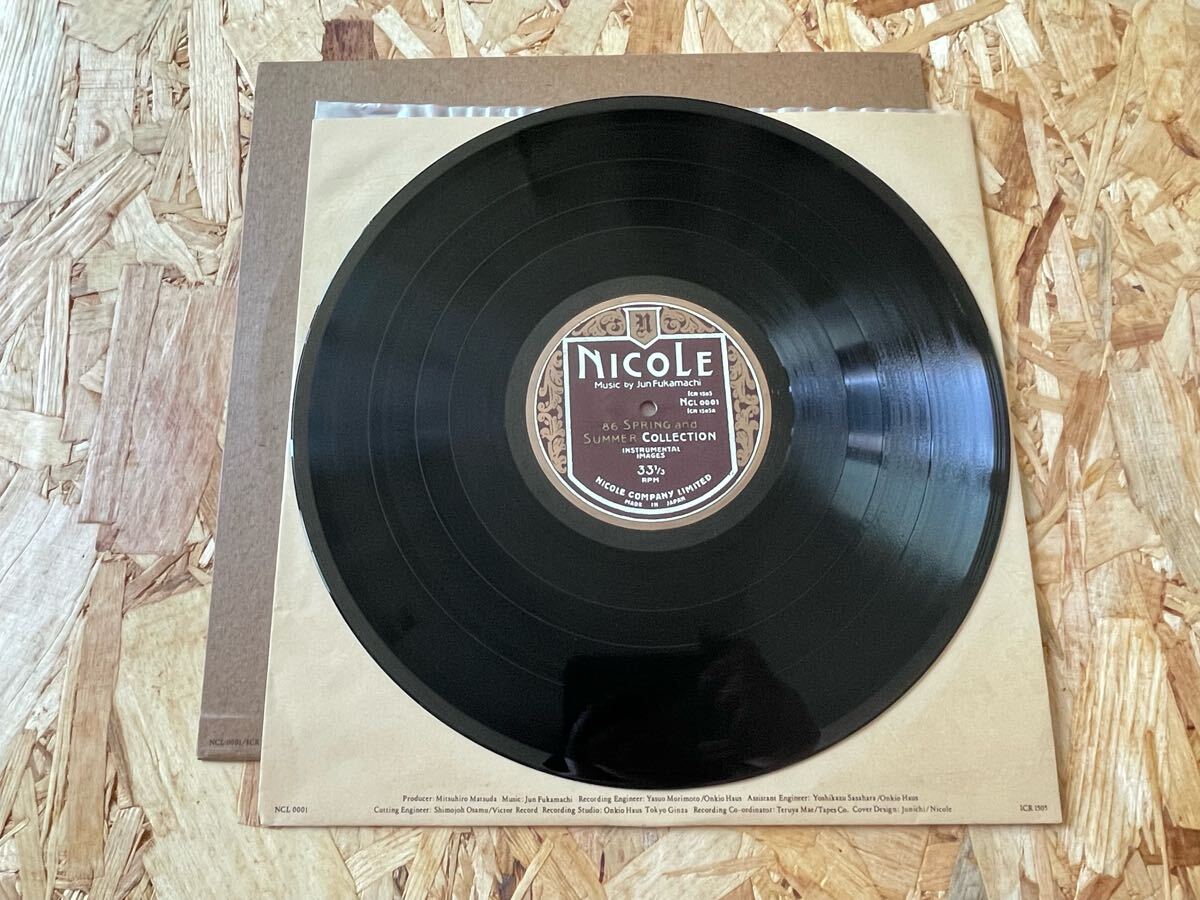 N
NICOLE
Music by Jun Fukamachi
ICR 1505
NCL 0001
ICR 1505A
86 SPRING and
SUMMER COLLECTION
INSTRUMENTAL
IMAGES
33 1/3
RPM
NICOLE COMPANY LIMITED
MADE IN JAPAN
NCL 0001/ICR
Producer: Mitsuhiro Matsuda Music: Jun Fukamachi Recording Engineer: Yasuo Morimoto/Onkio Haus Assistant Engineer: Yoshikazu Sasahara/Onkio Haus
NCL 0001 Cutting Engineer: Shimojoh Osamu/Victor Record Recording Studio: Onkio Haus Tokyo Ginza Recording Co-ordinator: Teruya Mae/Tapes Co. Cover Design: Junichi/Nicole ICR 1505